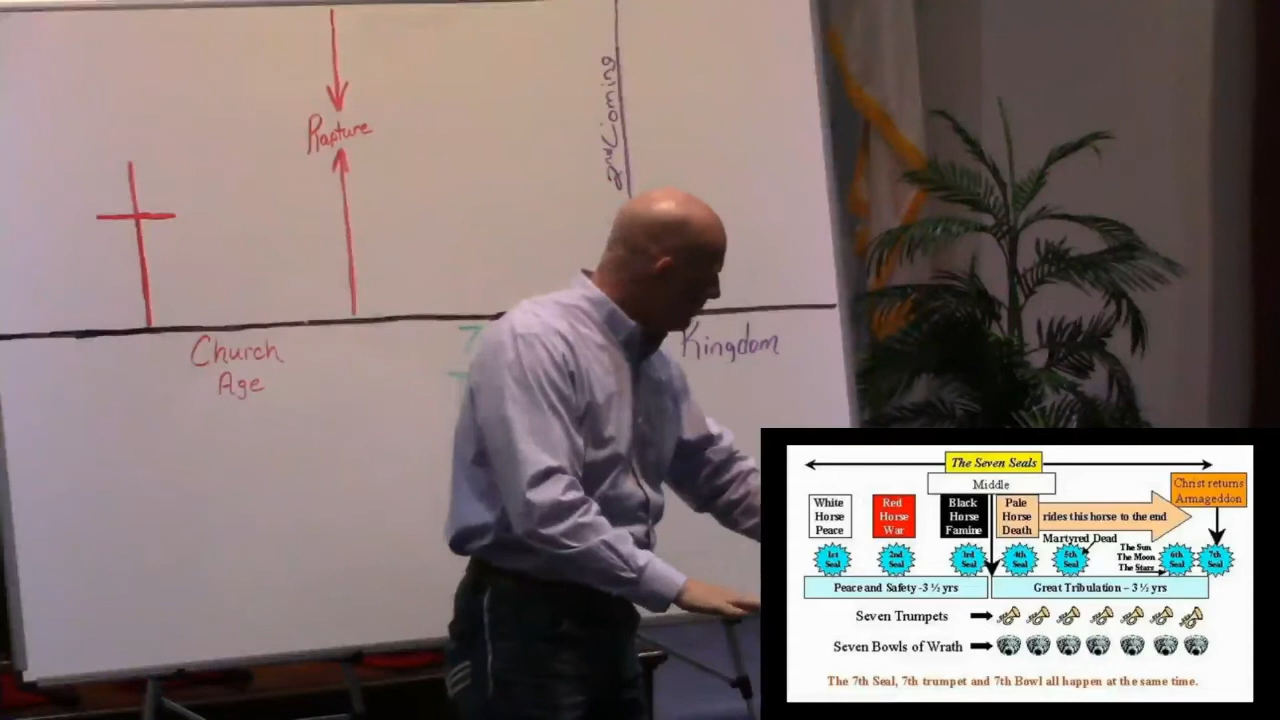 Rapture
2nd Coming
Church
Age
7
Kingdom
The Seven Seals
Middle
Christ returns
Armageddon
White
Horse
Peace
Red
Horse
War
Black
Horse
Famine
Pale
Horse
Death
rides this horse to the end
Martyred Dead
The Sun
The Moon
The Stars
1st
Seal
2nd
Seal
3rd
Seal
4th
Seal
5th
Seal
6th
Seal
7th
Seal
Peace and Safety -3 ½ yrs
Great Tribulation – 3 ½ yrs
Seven Trumpets
Seven Bowls of Wrath
The 7th Seal, 7th trumpet and 7th Bowl all happen at the same time.